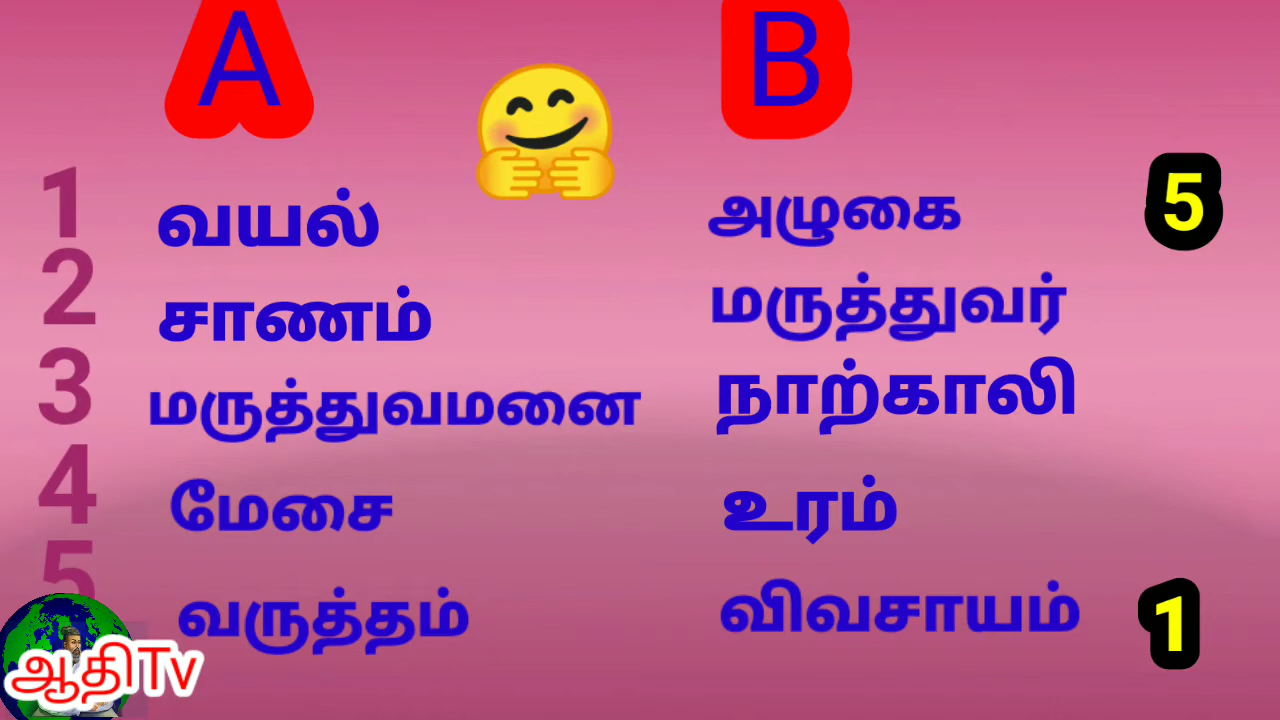 A B
1 வயல் அழுகை 5
2 சாணம் மருத்துவர்
3 மருத்துவமனை நாற்காலி
4 மேசை உரம்
5 வருத்தம் விவசாயம் 1
ஆதிTv